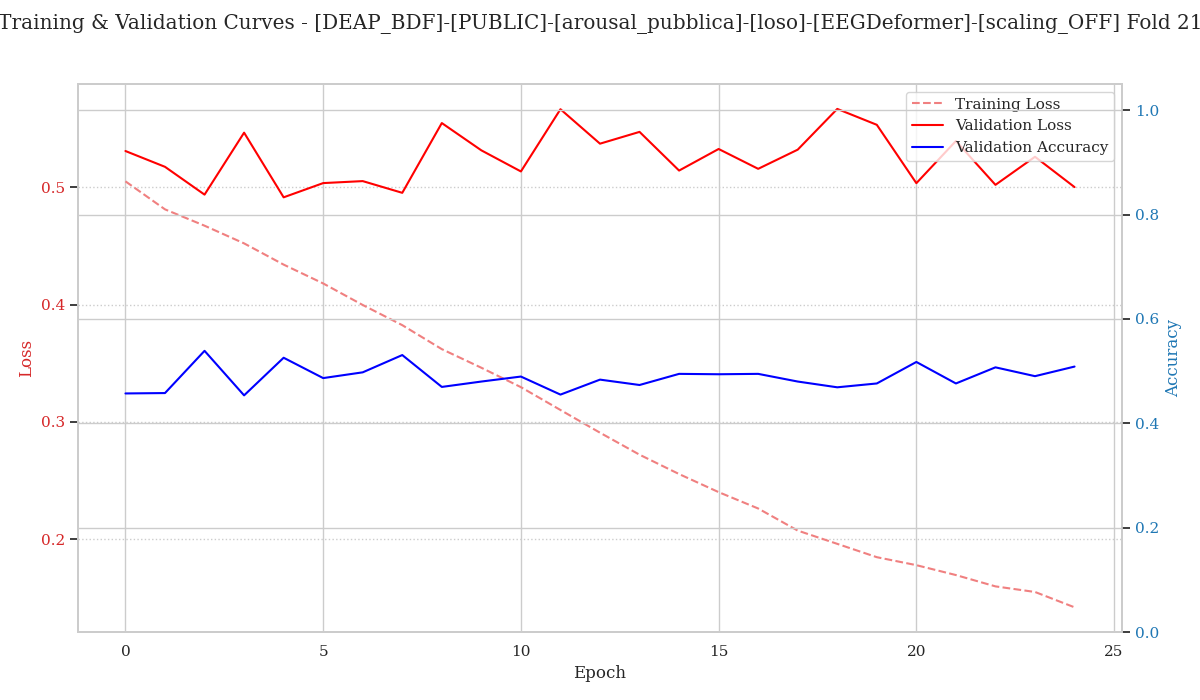 Training & Validation Curves - [DEAP_BDF]-[PUBLIC]-[arousal_pubblica]-[loso]-[EEGDeformer]-[scaling_OFF] Fold 21
Training Loss
Validation Loss
Validation Accuracy
0.5
0.4
0.3
0.2
Loss
1.0
0.8
0.6
0.4
0.2
0.0
Accuracy
0
5
10
15
20
25
Epoch